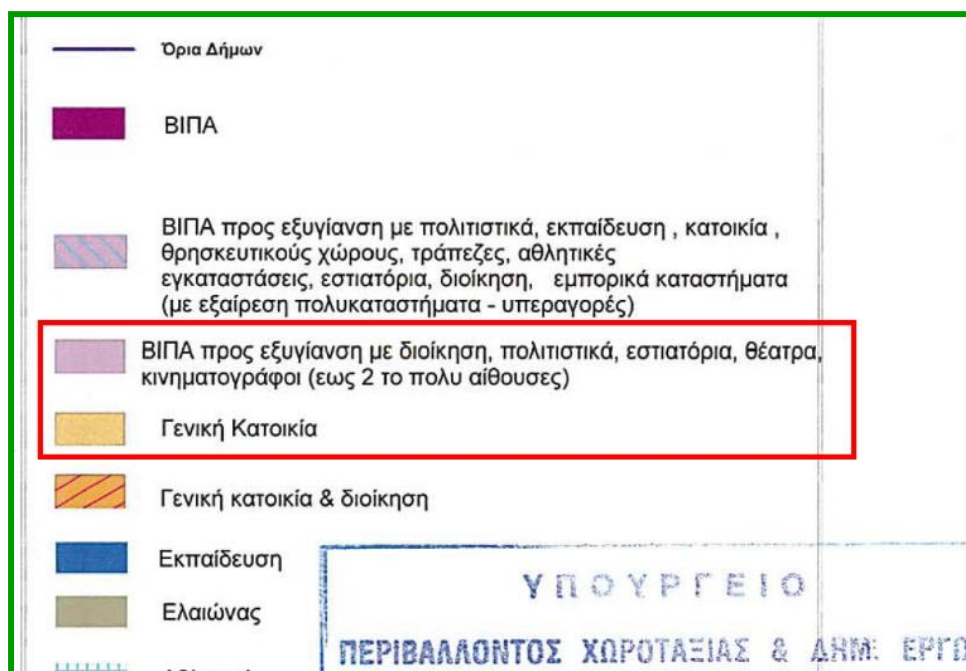 Όρια Δήμων
ΒΙΠΑ
ΒΙΠΑ προς εξυγίανση με πολιτιστικά, εκπαίδευση , κατοικία ,
θρησκευτικούς χώρους, τράπεζες, αθλητικές
εγκαταστάσεις, εστιατόρια, διοίκηση, εμπορικά καταστήματα
(με εξαίρεση πολυκαταστήματα - υπεραγορές)
ΒΙΠΑ προς εξυγίανση με διοίκηση, πολιτιστικά, εστιατόρια, θέατρα,
κινηματογράφοι (εως 2 το πολυ αίθουσες)
Γενική Κατοικία
Γενική κατοικία & διοίκηση
Εκπαίδευση
Ελαιώνας
ΥΠΟΥΡΓΕΙΟ
ΠΕΡΙΒΑΛΛΟΝΤΟΣ ΧΩΡΟΤΑΞΙΑΣ & ΔΗΜ. ΕΡΓΩ